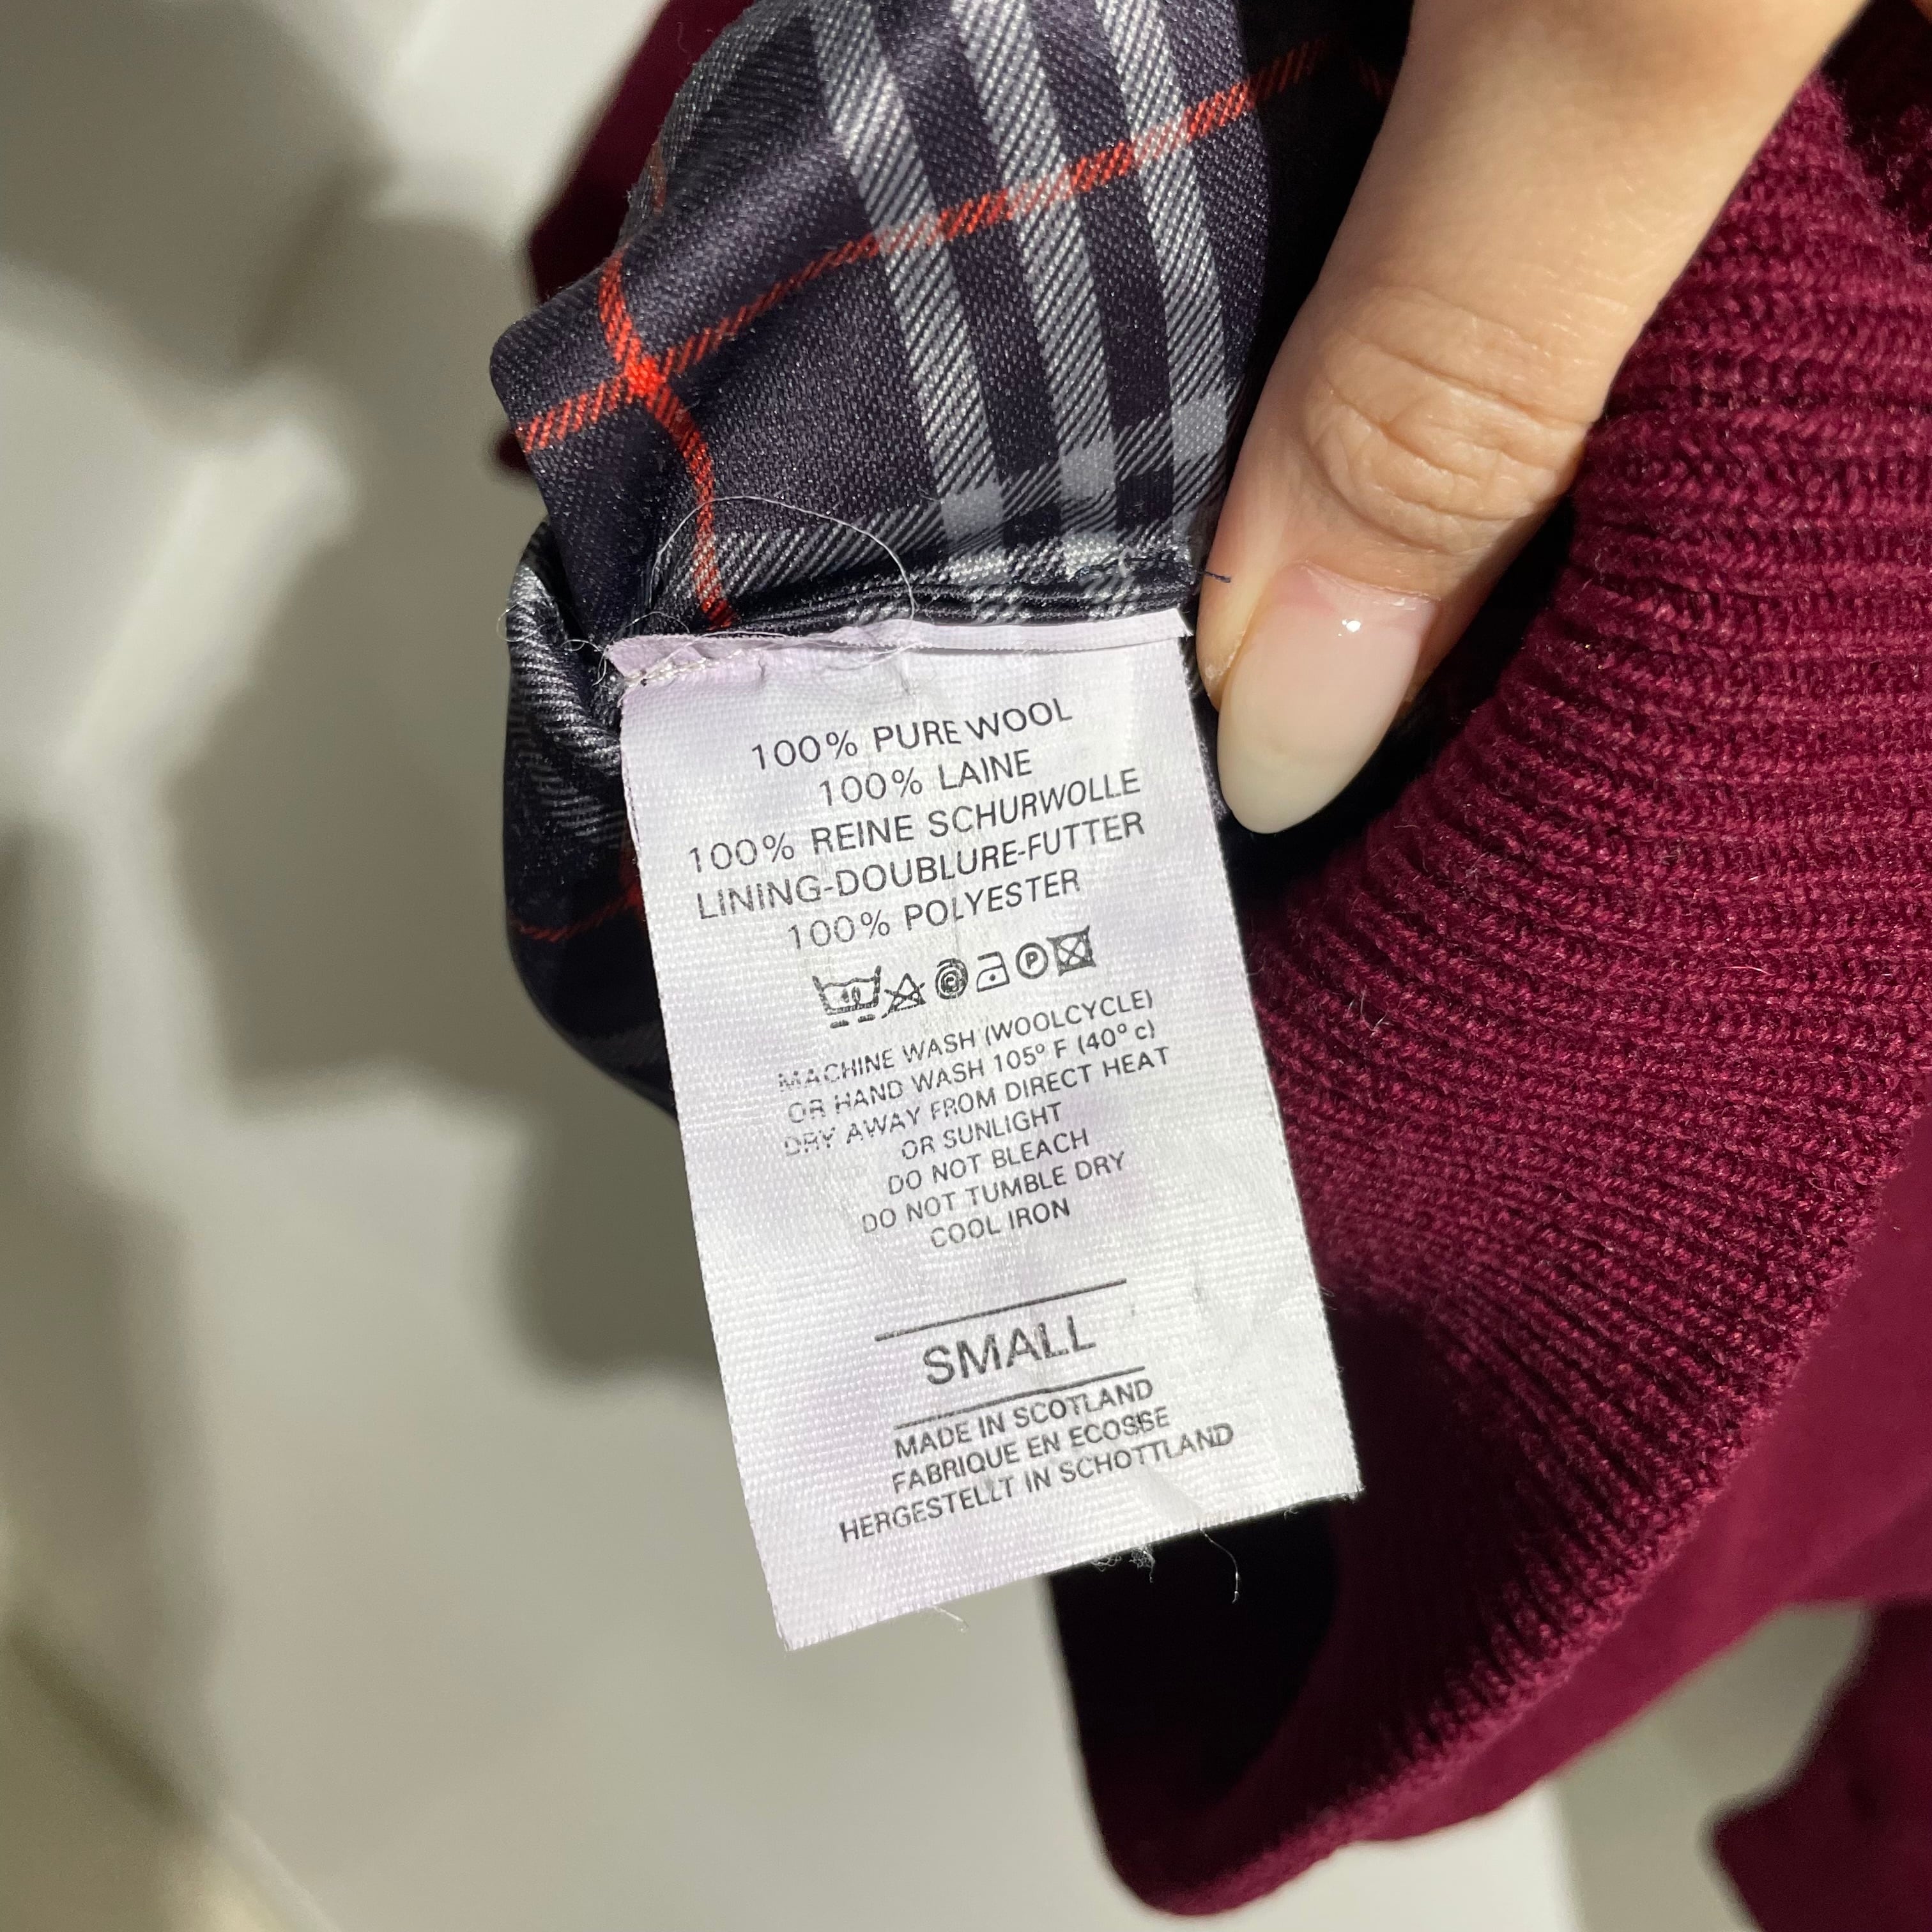 100% PURE WOOL
100% LAINE
100% REINE SCHURWOLLE
LINING-DOUBLURE-FUTTER
100% POLYESTER
40 C P
MACHINE WASH (WOOLCYCLE)
OR HAND WASH 105° F (40° c)
DRY AWAY FROM DIRECT HEAT
OR SUNLIGHT
DO NOT BLEACH
DO NOT TUMBLE DRY
COOL IRON
SMALL
MADE IN SCOTLAND
FABRIQUE EN ECOSSE
HERGESTELLT IN SCHOTTLAND